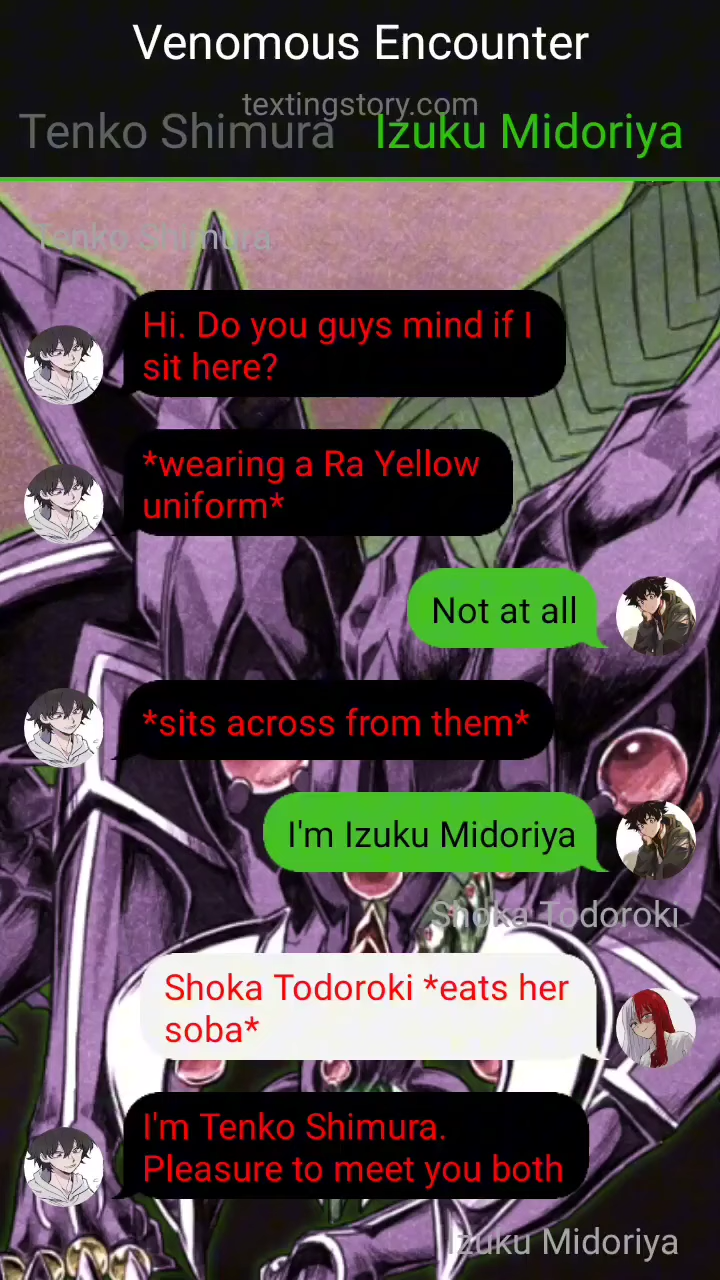 Venomous Encounter
textingstory.com
Tenko Shimura Izuku Midoriya
Tenko Shimura
Hi. Do you guys mind if I
sit here?
*wearing a Ra Yellow
uniform*
Not at all
*sits across from them*
I'm Izuku Midoriya
Shoka Todoroki
Shoka Todoroki *eats her
soba*
I'm Tenko Shimura.
Pleasure to meet you both
Izuku Midoriya